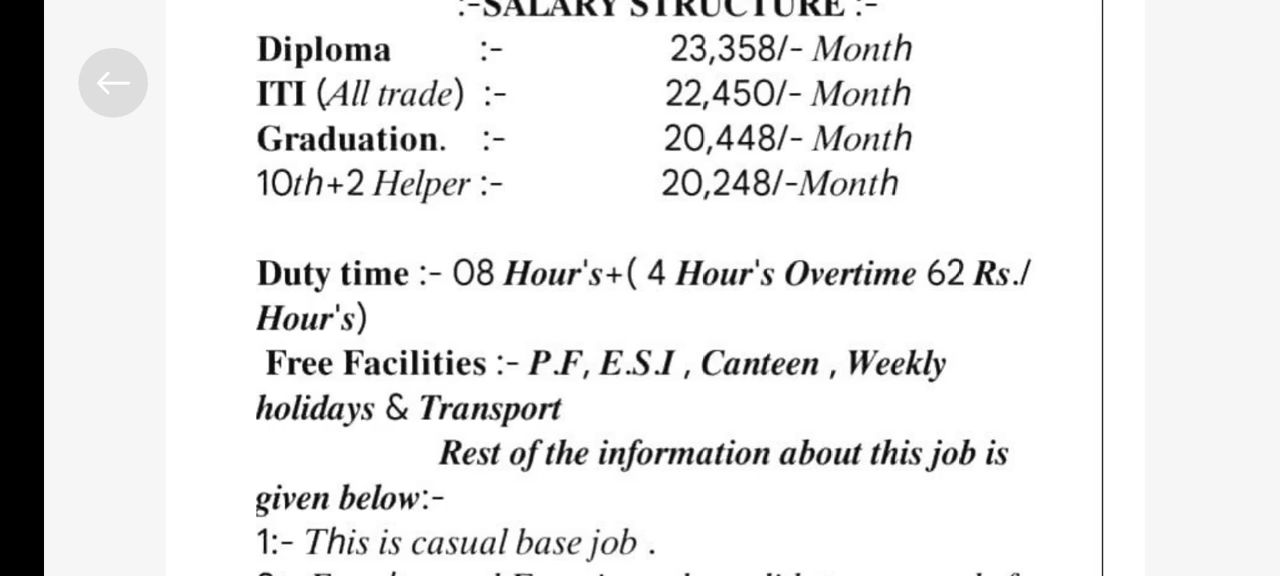 :-SALARY STRUCTURE :-
Diploma :- 23,358/- Month
ITI (All trade) :- 22,450/- Month
Graduation. :- 20,448/- Month
10th+2 Helper :- 20,248/-Month
Duty time :- 08 Hour's+( 4 Hour's Overtime 62 Rs./
Hour's)
Free Facilities :- P.F, E.S.I , Canteen , Weekly
holidays & Transport
Rest of the information about this job is
given below:-
1:- This is casual base job .